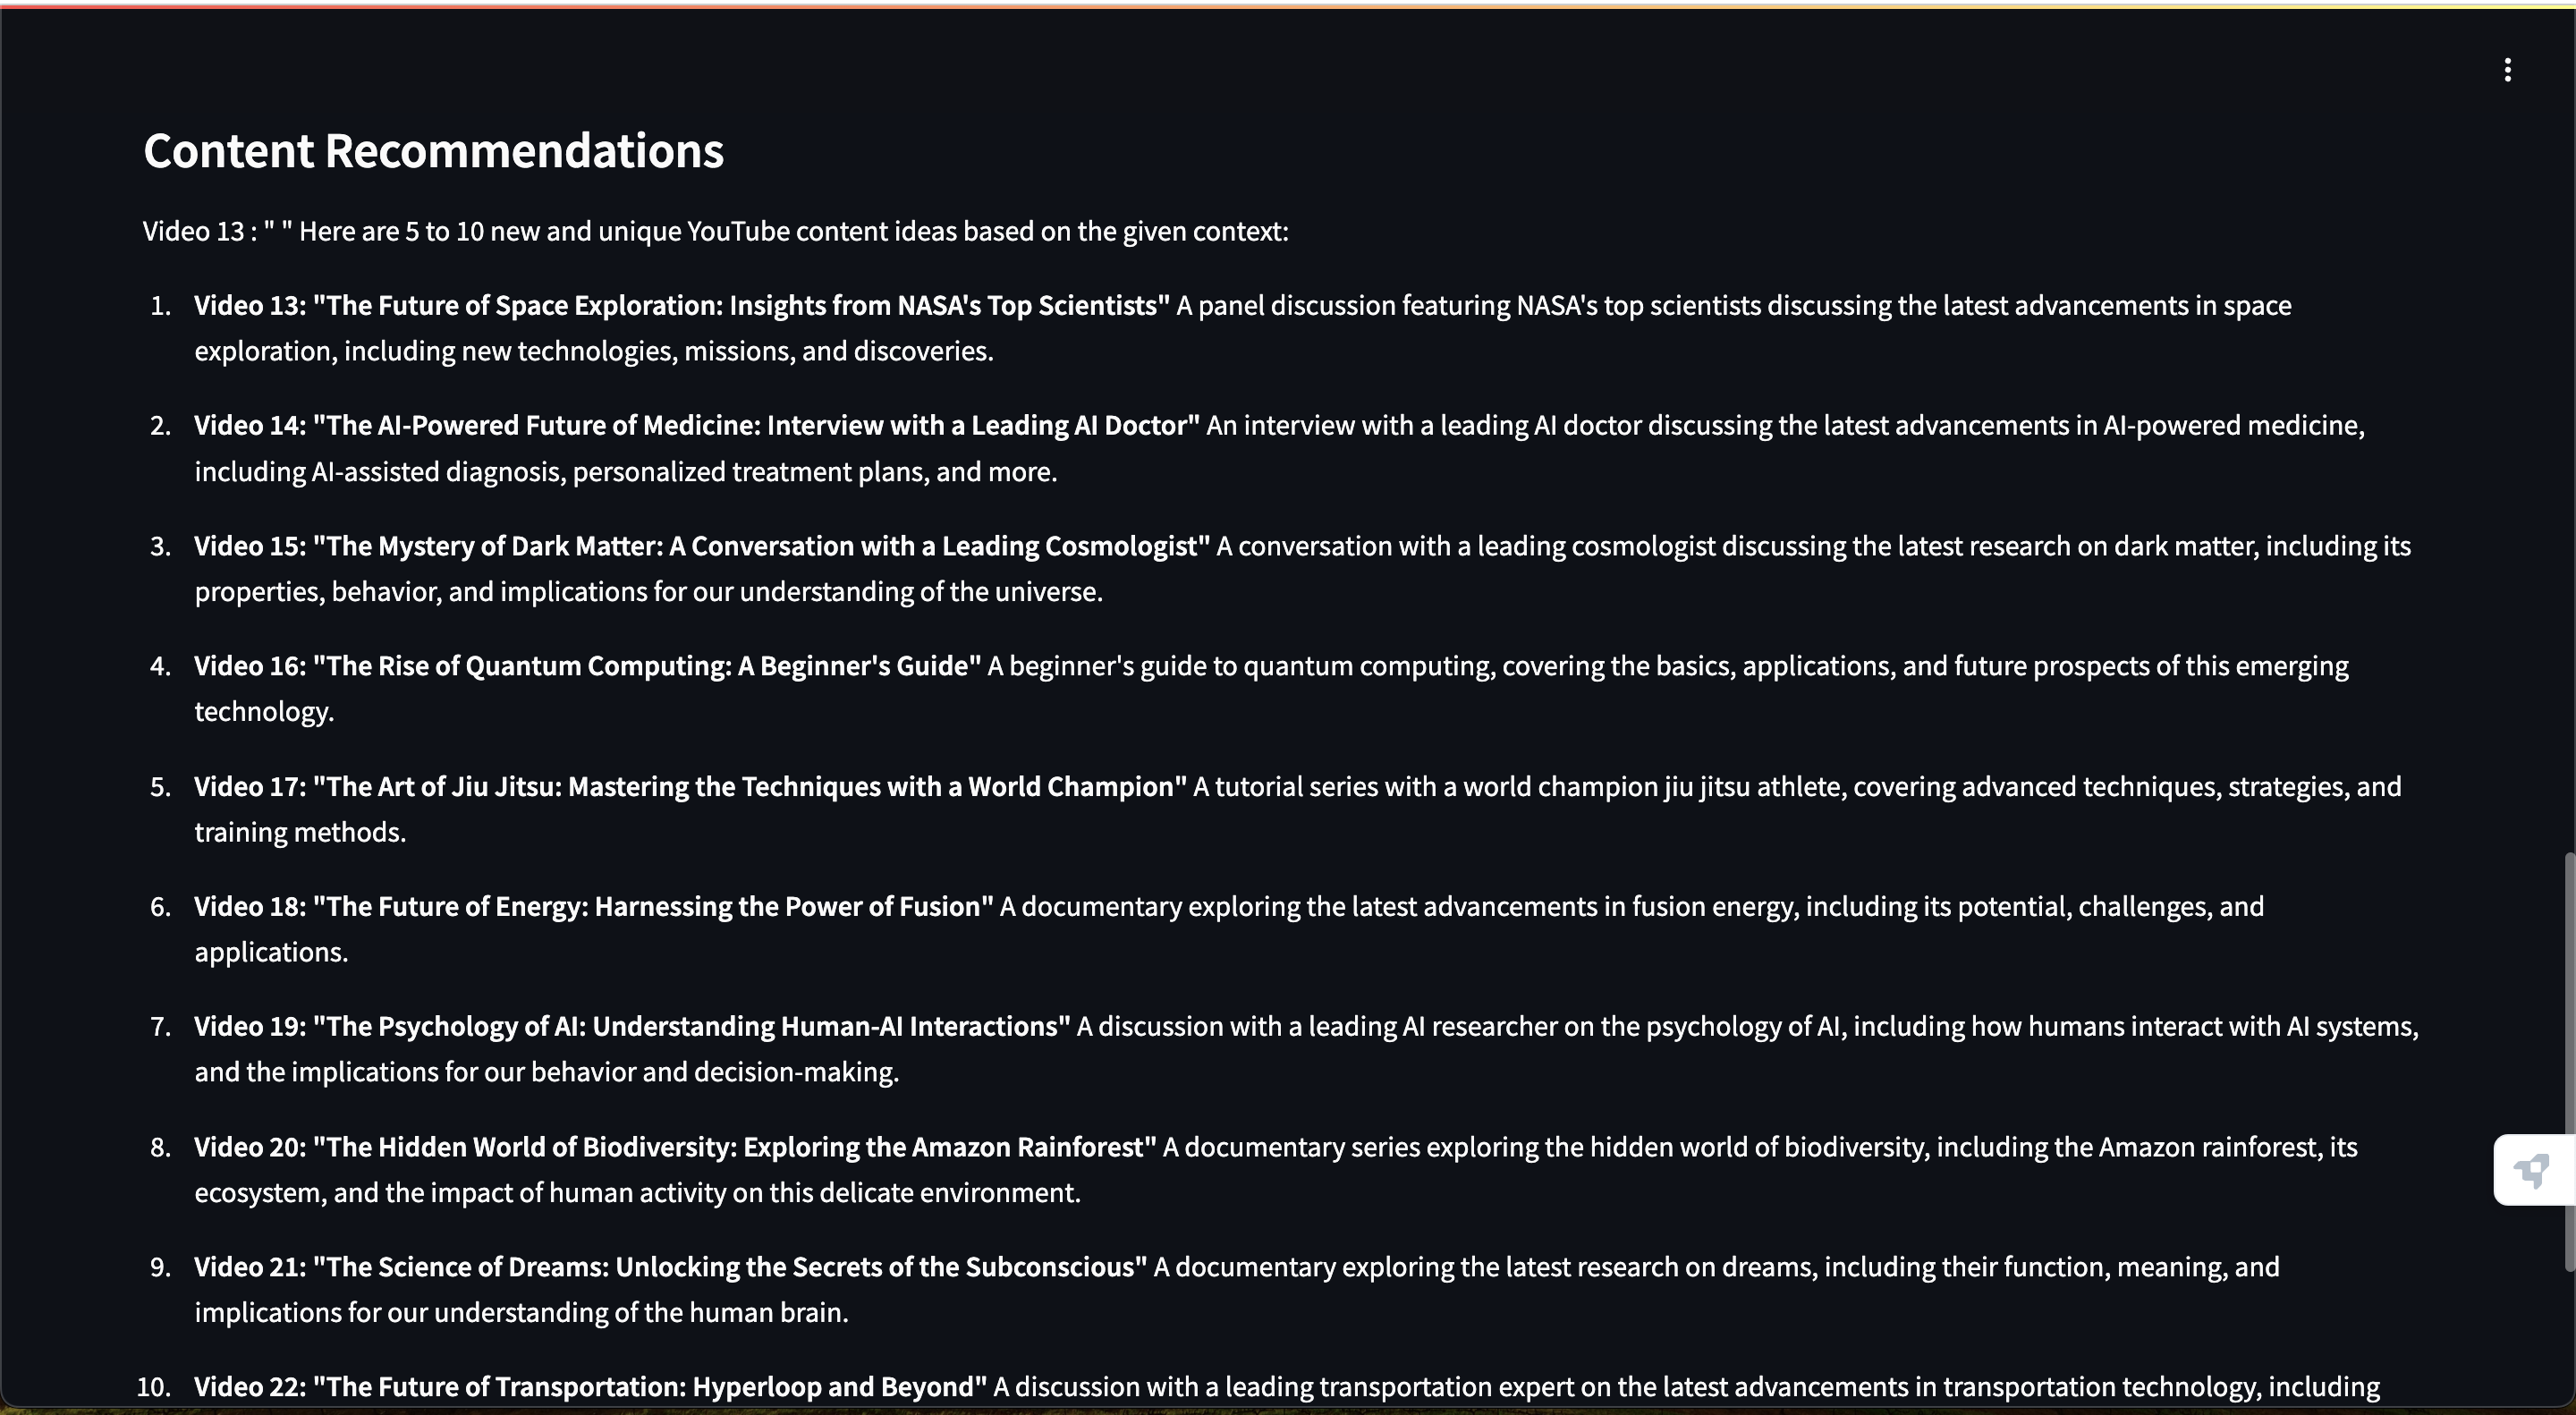 Content Recommendations
Video 13 : " " Here are 5 to 10 new and unique YouTube content ideas based on the given context:
1. Video 13: "The Future of Space Exploration: Insights from NASA's Top Scientists" A panel discussion featuring NASA's top scientists discussing the latest advancements in space
exploration, including new technologies, missions, and discoveries.
2. Video 14: "The AI-Powered Future of Medicine: Interview with a Leading AI Doctor" An interview with a leading AI doctor discussing the latest advancements in AI-powered medicine,
including AI-assisted diagnosis, personalized treatment plans, and more.
3. Video 15: "The Mystery of Dark Matter: A Conversation with a Leading Cosmologist" A conversation with a leading cosmologist discussing the latest research on dark matter, including its
properties, behavior, and implications for our understanding of the universe.
4. Video 16: "The Rise of Quantum Computing: A Beginner's Guide" A beginner's guide to quantum computing, covering the basics, applications, and future prospects of this emerging
technology.
5. Video 17: "The Art of Jiu Jitsu: Mastering the Techniques with a World Champion" A tutorial series with a world champion jiu jitsu athlete, covering advanced techniques, strategies, and
training methods.
6. Video 18: "The Future of Energy: Harnessing the Power of Fusion" A documentary exploring the latest advancements in fusion energy, including its potential, challenges, and
applications.
7. Video 19: "The Psychology of AI: Understanding Human-AI Interactions" A discussion with a leading AI researcher on the psychology of AI, including how humans interact with AI systems,
and the implications for our behavior and decision-making.
8. Video 20: "The Hidden World of Biodiversity: Exploring the Amazon Rainforest" A documentary series exploring the hidden world of biodiversity, including the Amazon rainforest, its
ecosystem, and the impact of human activity on this delicate environment.
9. Video 21: "The Science of Dreams: Unlocking the Secrets of the Subconscious" A documentary exploring the latest research on dreams, including their function, meaning, and
implications for our understanding of the human brain.
10. Video 22: "The Future of Transportation: Hyperloop and Beyond" A discussion with a leading transportation expert on the latest advancements in transportation technology, including